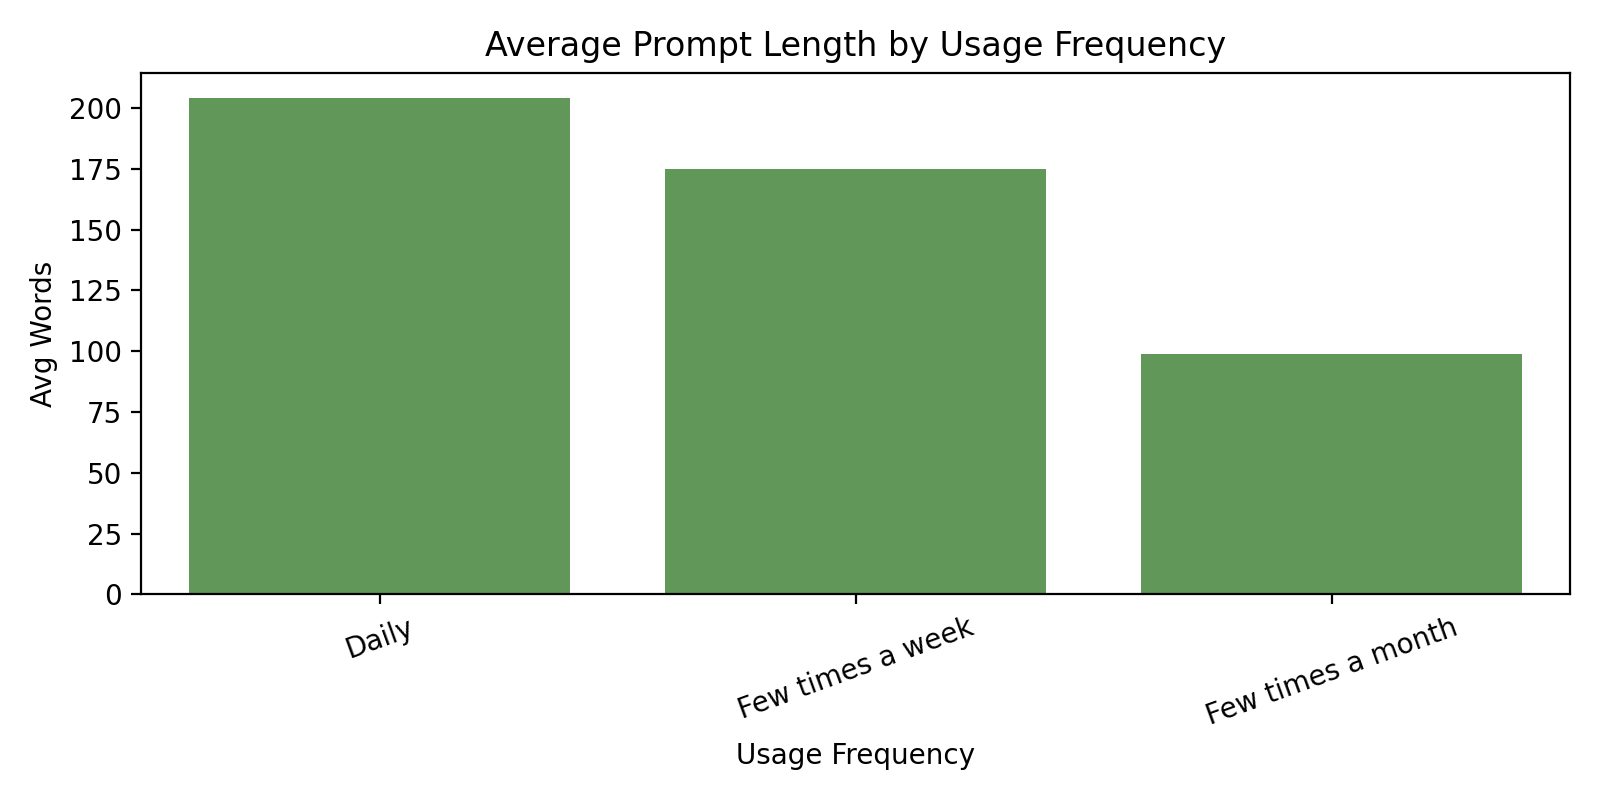 Average Prompt Length by Usage Frequency
Avg Words
200
175
150
125
100
75
50
25
0
Daily
Few times a week
Few times a month
Usage Frequency